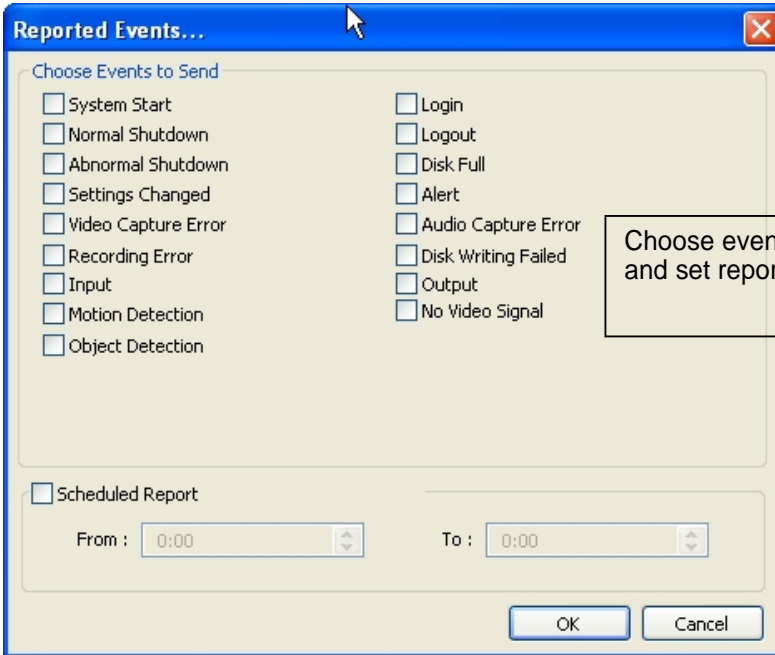 Reported Events...
Choose Events to Send
System Start
Normal Shutdown
Abnormal Shutdown
Settings Changed
Video Capture Error
Recording Error
Input
Motion Detection
Object Detection
Login
Logout
Disk Full
Alert
Audio Capture Error
Disk Writing Failed
Output
No Video Signal
Choose
and set
Scheduled Report
From : 0:00 To : 0:00
OK Cancel